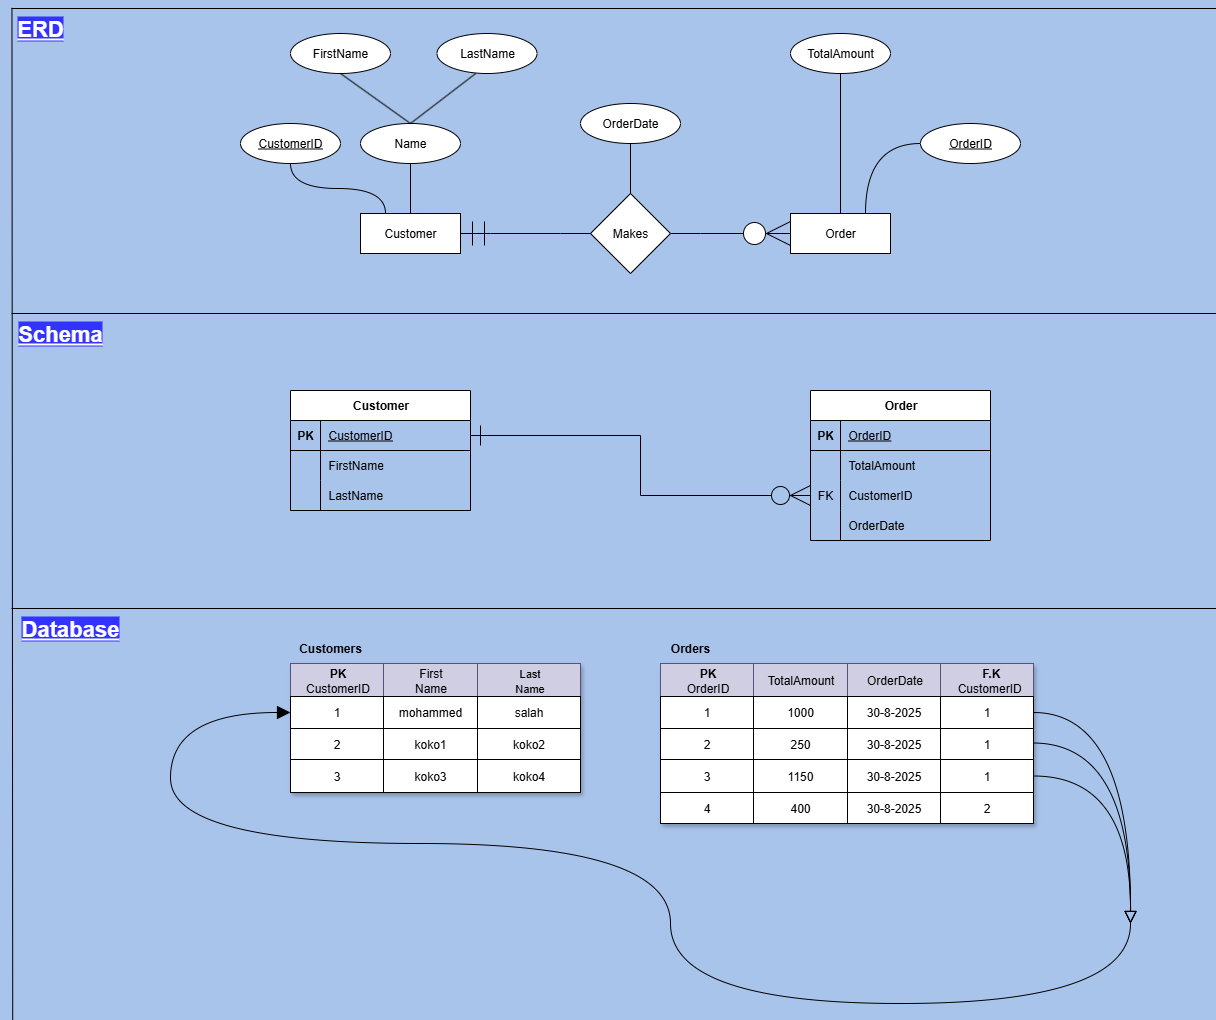 ERD
FirstName
LastName
TotalAmount
OrderDate
CustomerID
Name
OrderID
Customer
Makes
Order
Schema
Customer
PK CustomerID
FirstName
LastName
Order
PK OrderID
TotalAmount
FK CustomerID
OrderDate
Database
Customers
PK CustomerID First Name Last Name
1 mohammed salah
2 koko1 koko2
3 koko3 koko4
Orders
PK OrderID TotalAmount OrderDate F.K CustomerID
1 1000 30-8-2025 1
2 250 30-8-2025 1
3 1150 30-8-2025 1
4 400 30-8-2025 2